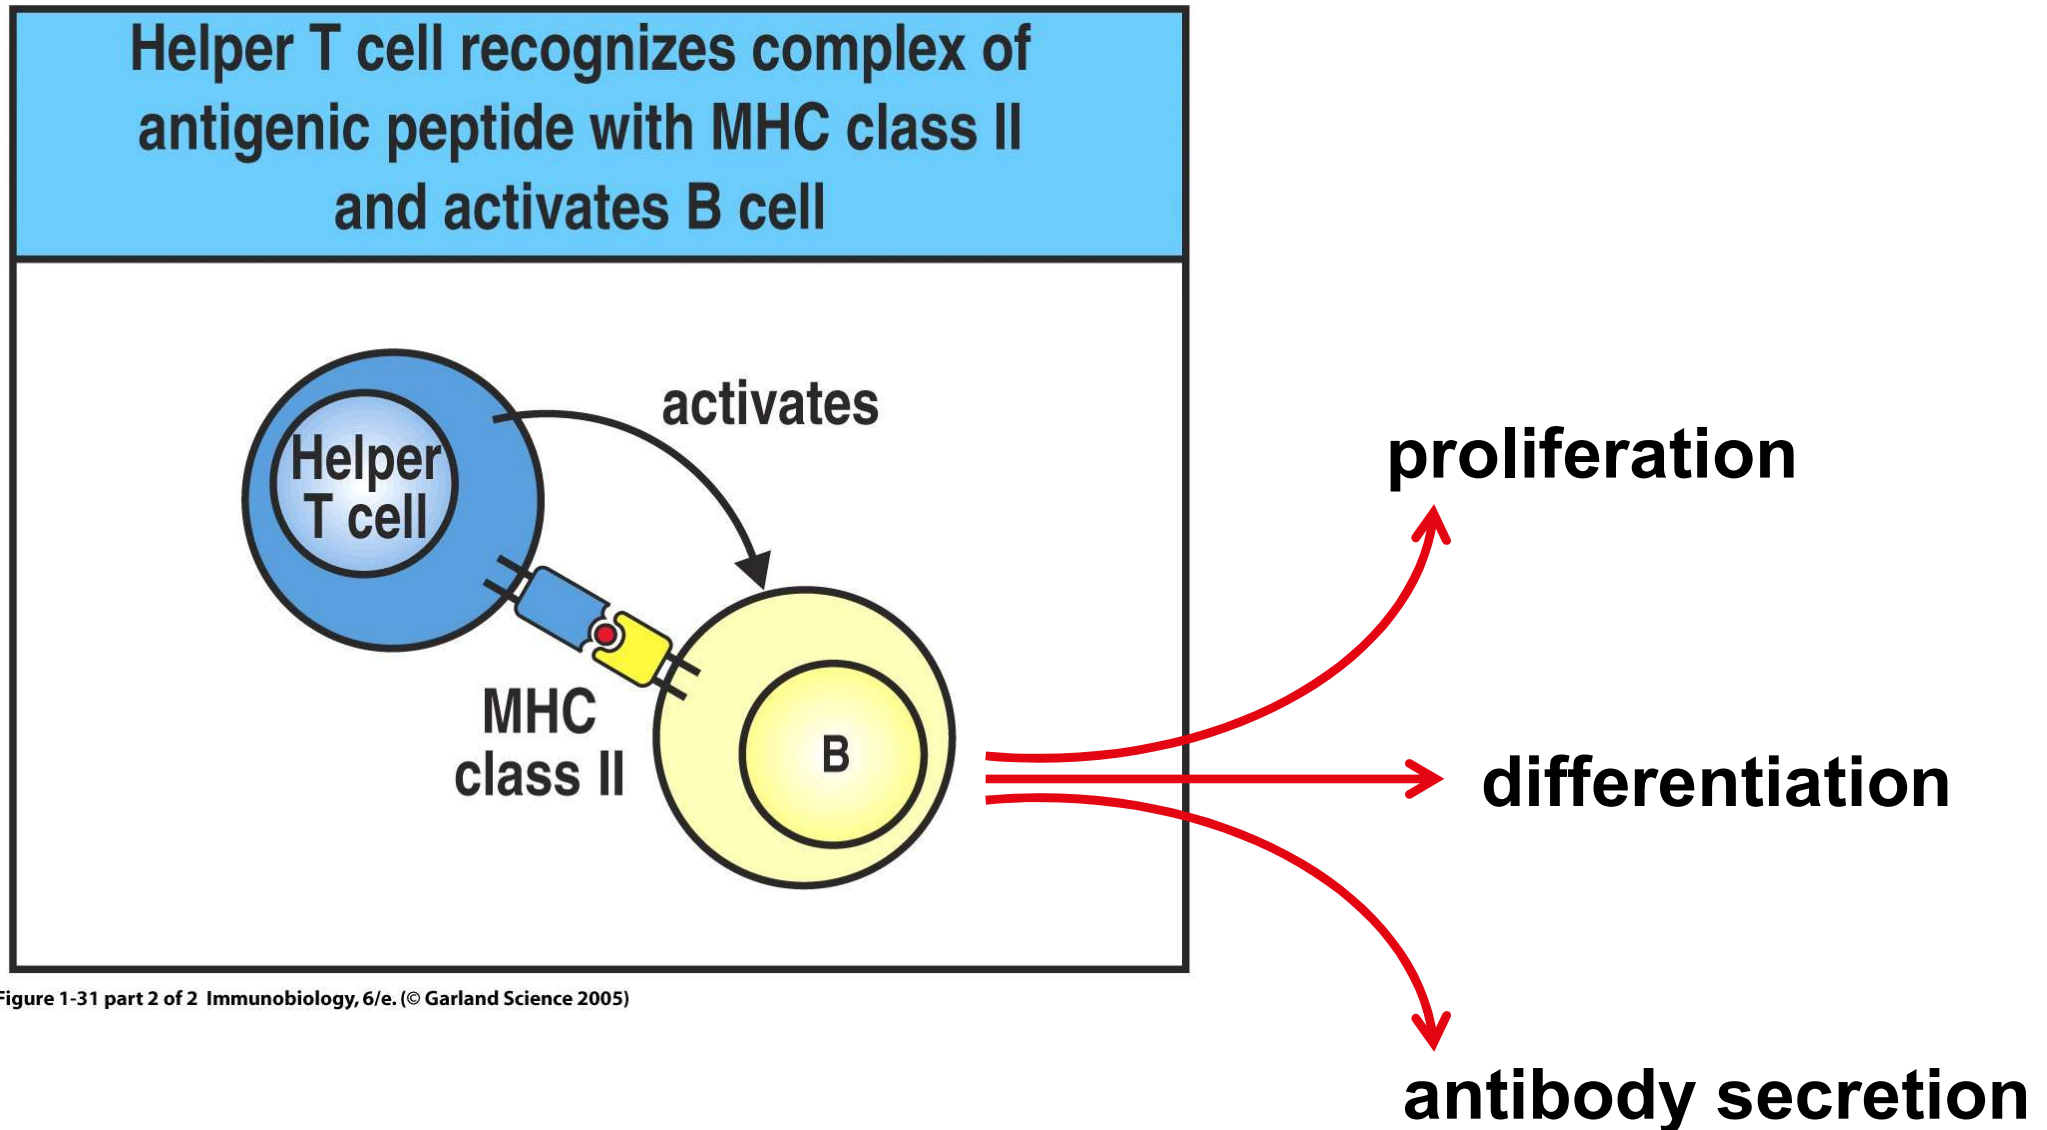 Helper T cell recognizes complex of
antigenic peptide with MHC class II
and activates B cell
activates
Helper
T cell
MHC
class II
B
proliferation
differentiation
antibody secretion
Figure 1-31 part 2 of 2 Immunobiology, 6/e. (© Garland Science 2005)